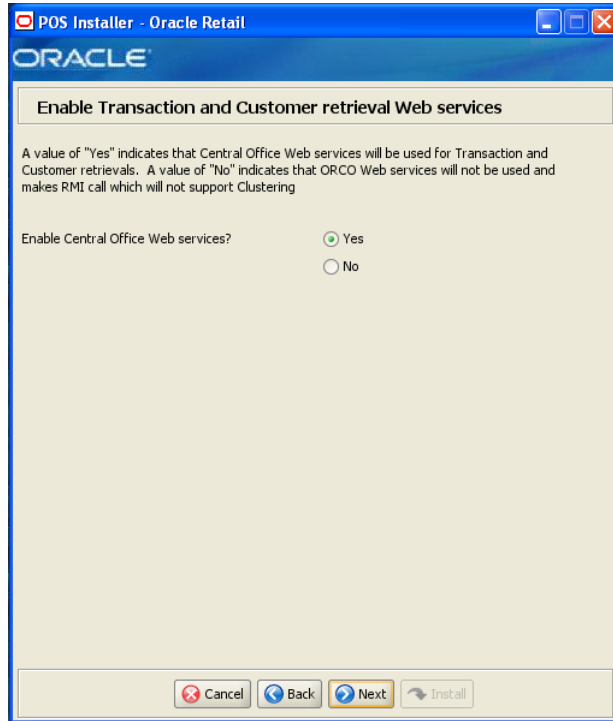 POS Installer - Oracle Retail
ORACLE
Enable Transaction and Customer retrieval Web services
A value of "Yes" indicates that Central Office Web services will be used for Transaction and
Customer retrievals.  A value of "No" indicates that ORCO Web services will not be used and
makes RMI call which will not support Clustering
Enable Central Office Web services?
Yes
No
Cancel
Back
Next
Install